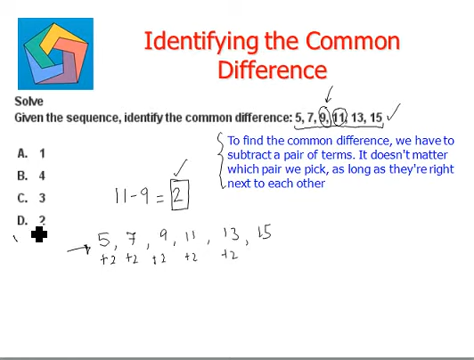 Identifying the Common
Difference
Solve
Given the sequence, identify the common difference: 5, 7, 9, 11, 13, 15
To find the common difference, we have to
subtract a pair of terms. It doesn't matter
which pair we pick, as long as they're right
next to each other
A. 1
B. 4
C. 3
D. 2
11-9 = 2
5, 7, 9, 11, 13, 15
+2 +2 +2 +2 +2